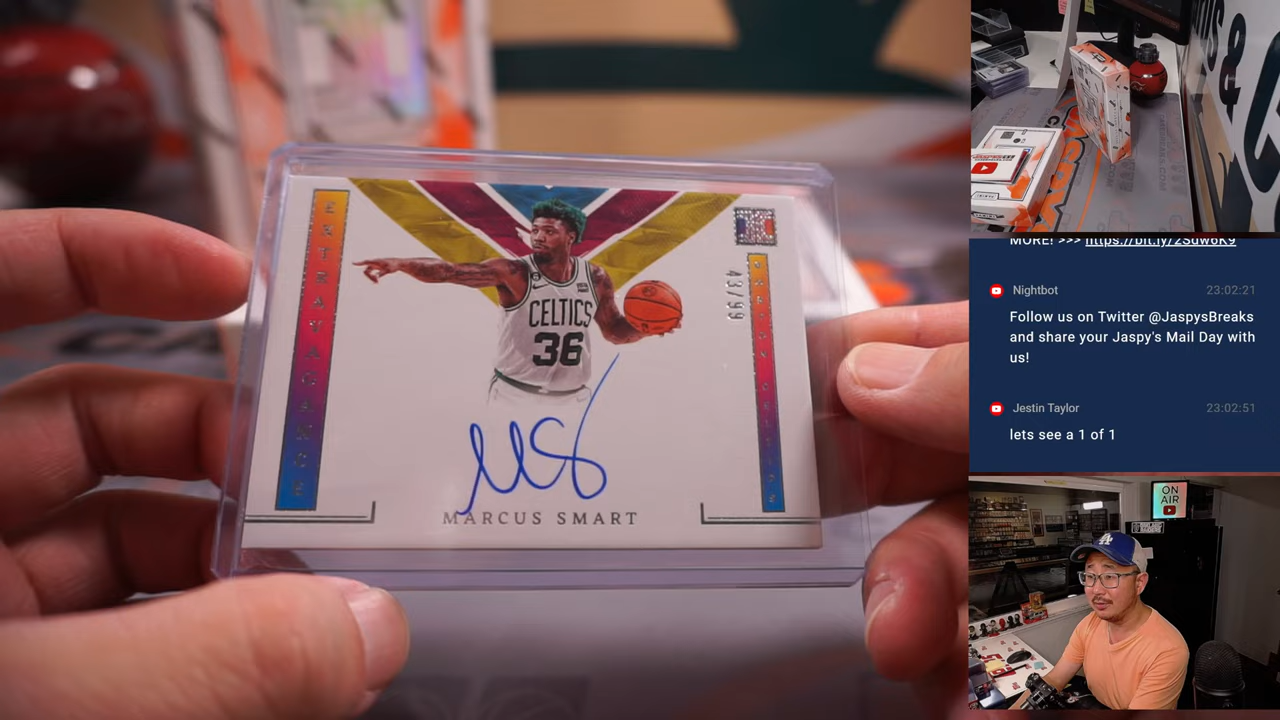 EXTRAVAGANCE
43/99
CELTICS
36
MARCUS SMART
MORE! >>> https://bit.ly/2Sdw6K9
Nightbot
23:02:21
Follow us on Twitter @JaspysBreaks
and share your Jaspy's Mail Day with
us!
Jestin Taylor
23:02:51
lets see a 1 of 1
ON
AIR